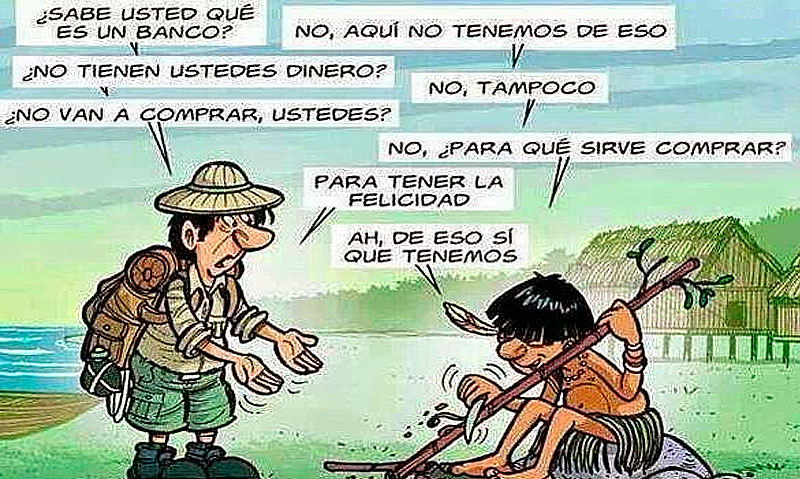 ¿SABE USTED QUÉ
ES UN BANCO?
NO, AQUÍ NO TENEMOS DE ESO
¿NO TIENEN USTEDES DINERO?
NO, TAMPOCO
¿NO VAN A COMPRAR, USTEDES?
NO, ¿PARA QUÉ SIRVE COMPRAR?
PARA TENER LA
FELICIDAD
AH, DE ESO SÍ
QUE TENEMOS